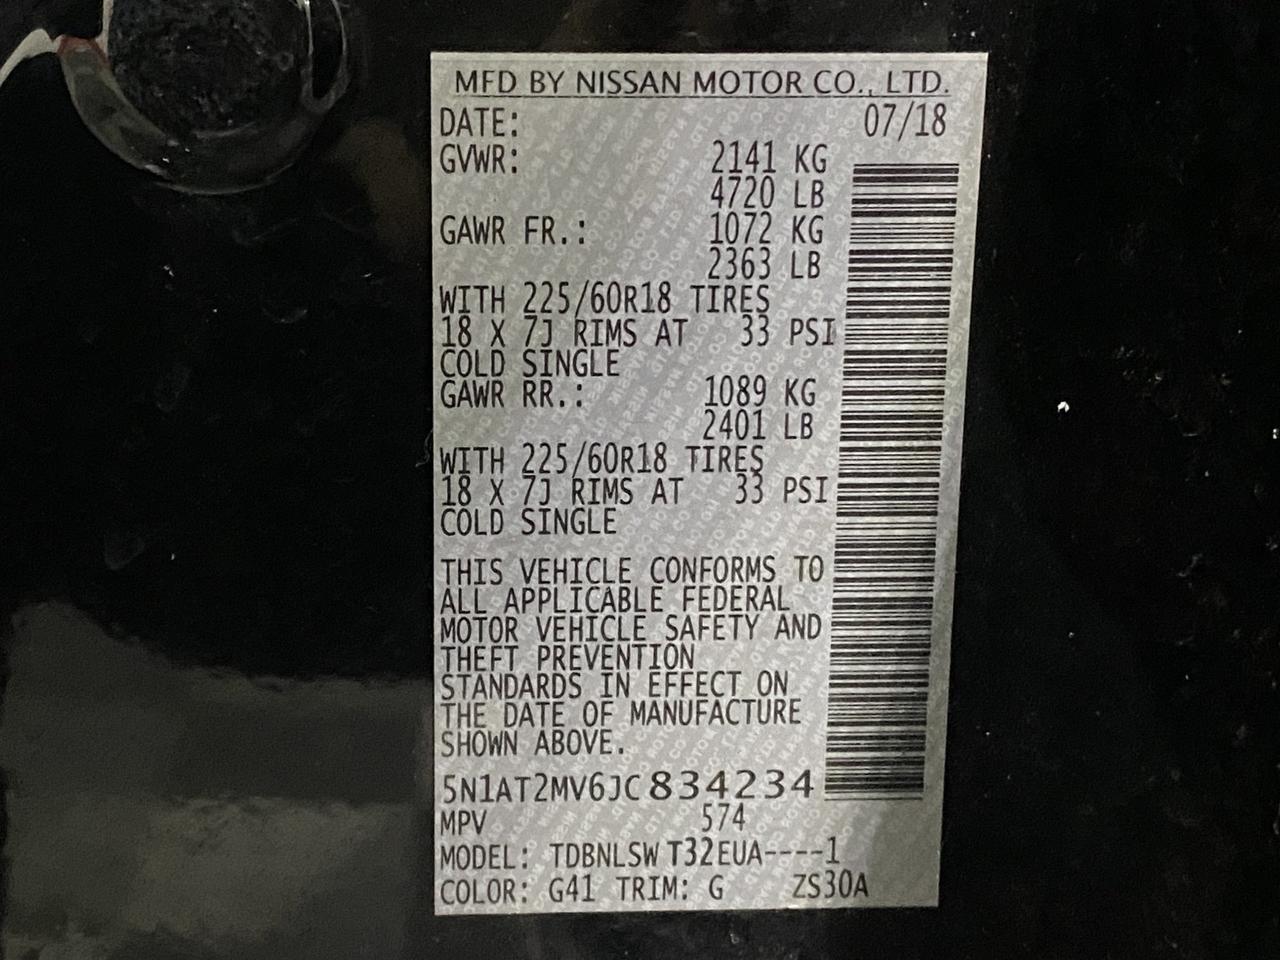 MFD BY NISSAN MOTOR CO., LTD.
DATE: 07/18
GVWR: 2141 KG
4720 LB
GAWR FR.: 1072 KG
2363 LB
WITH 225/60R18 TIRES
18 X 7J RIMS AT 33 PSI
COLD SINGLE
GAWR RR.: 1089 KG
2401 LB
WITH 225/60R18 TIRES
18 X 7J RIMS AT 33 PSI
COLD SINGLE
THIS VEHICLE CONFORMS TO
ALL APPLICABLE FEDERAL
MOTOR VEHICLE SAFETY AND
THEFT PREVENTION
STANDARDS IN EFFECT ON
THE DATE OF MANUFACTURE
SHOWN ABOVE.
5N1AT2MV6JC834234
MPV 574
MODEL: TDBNLSWT32EUA----1
COLOR: G41 TRIM: G ZS30A